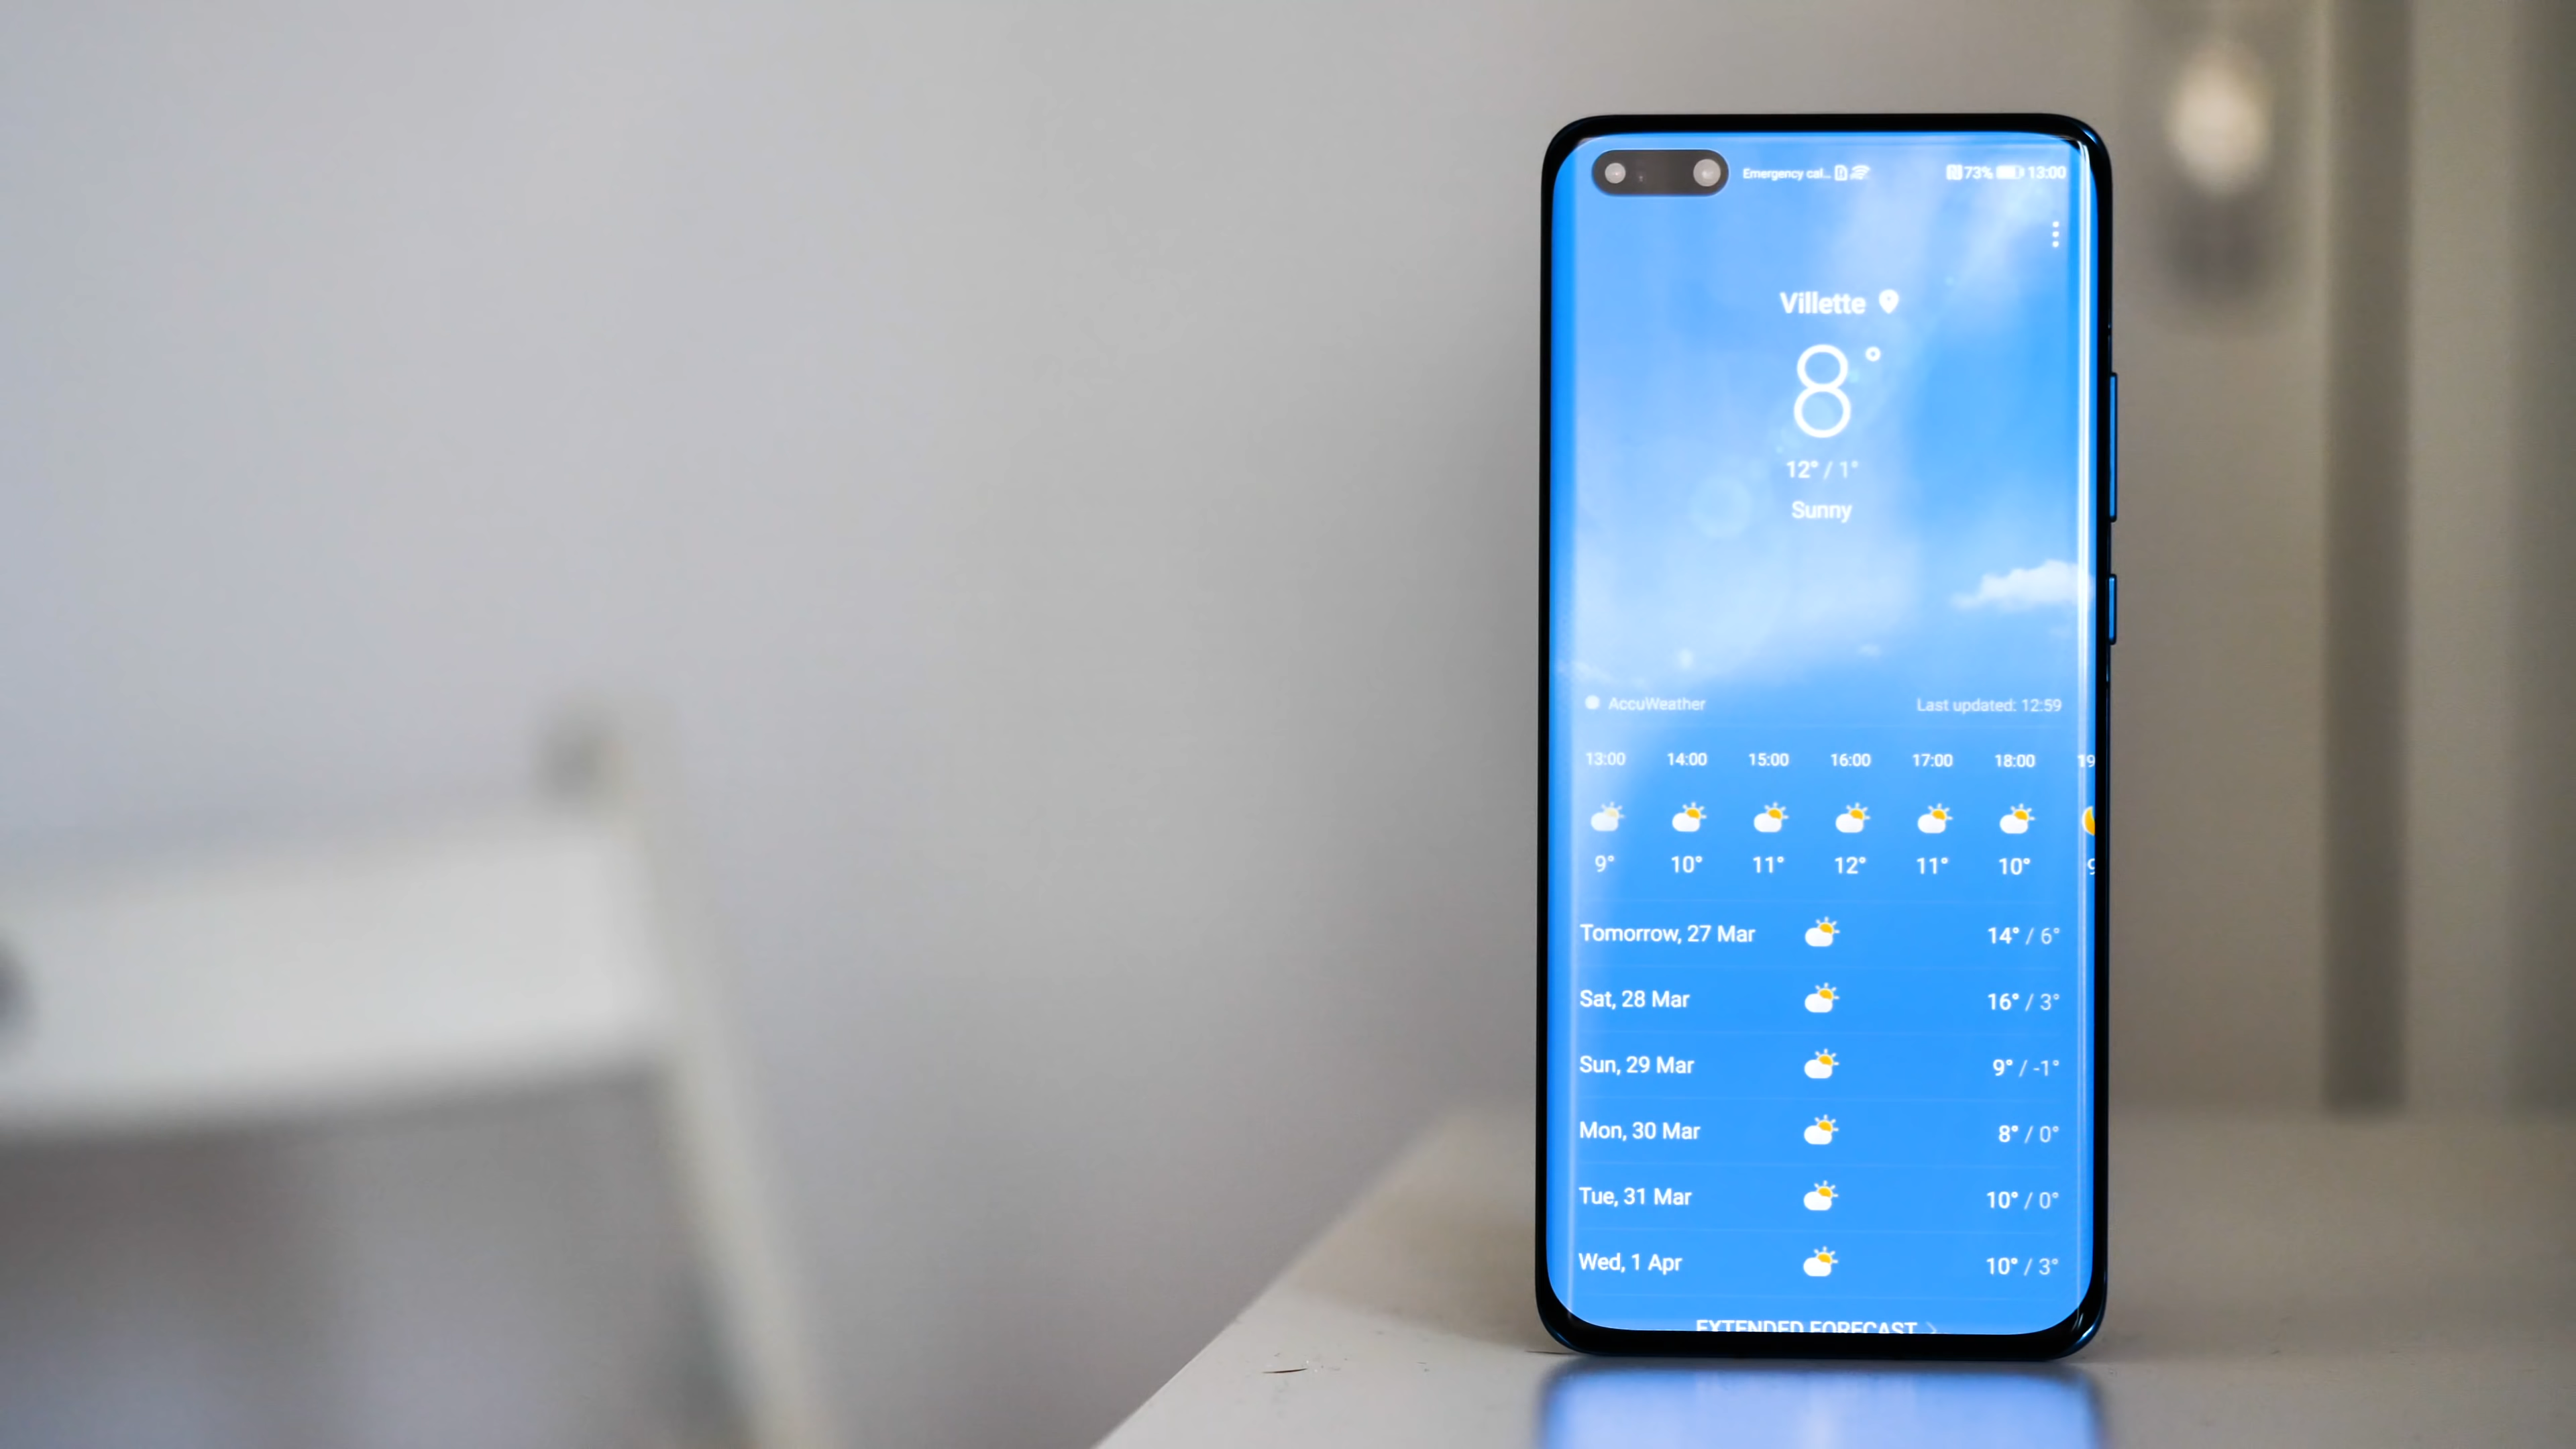 Emergency cal... 73% 13:00
Villette
8°
12° / 1°
Sunny
AccuWeather Last updated: 12:59
13:00 14:00 15:00 16:00 17:00 18:00 19
9° 10° 11° 12° 11° 10° 9
Tomorrow, 27 Mar 14° / 6°
Sat, 28 Mar 16° / 3°
Sun, 29 Mar 9° / -1°
Mon, 30 Mar 8° / 0°
Tue, 31 Mar 10° / 0°
Wed, 1 Apr 10° / 3°
EXTENDED FORECAST